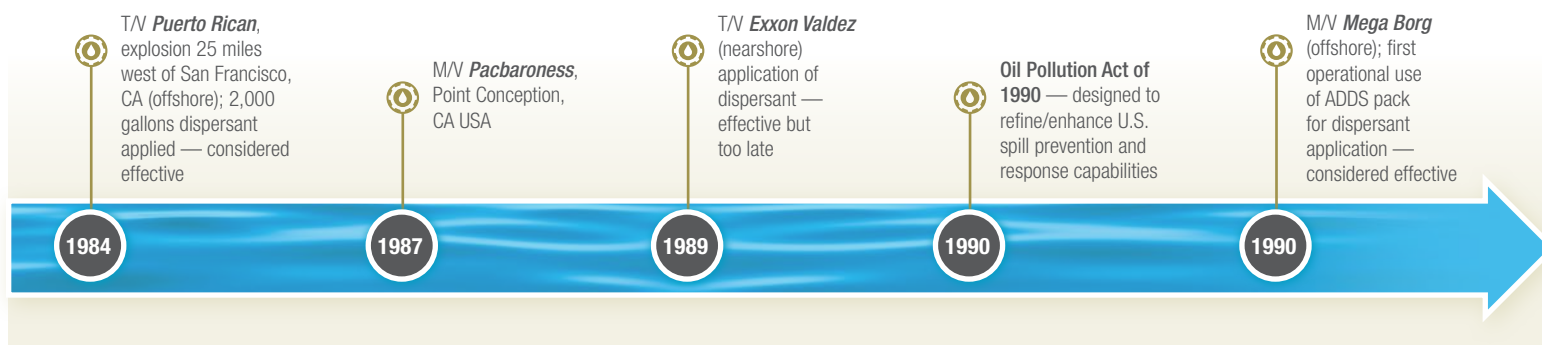 T/V Puerto Rican,
explosion 25 miles
west of San Francisco,
CA (offshore); 2,000
gallons dispersant
applied — considered
effective
M/V Pacbaroness,
Point Conception,
CA USA
T/V Exxon Valdez
(nearshore)
application of
dispersant —
effective but
too late
Oil Pollution Act of
1990 — designed to
refine/enhance U.S.
spill prevention and
response capabilities
M/V Mega Borg
(offshore); first
operational use
of ADDS pack
for dispersant
application —
considered effective
1984
1987
1989
1990
1990